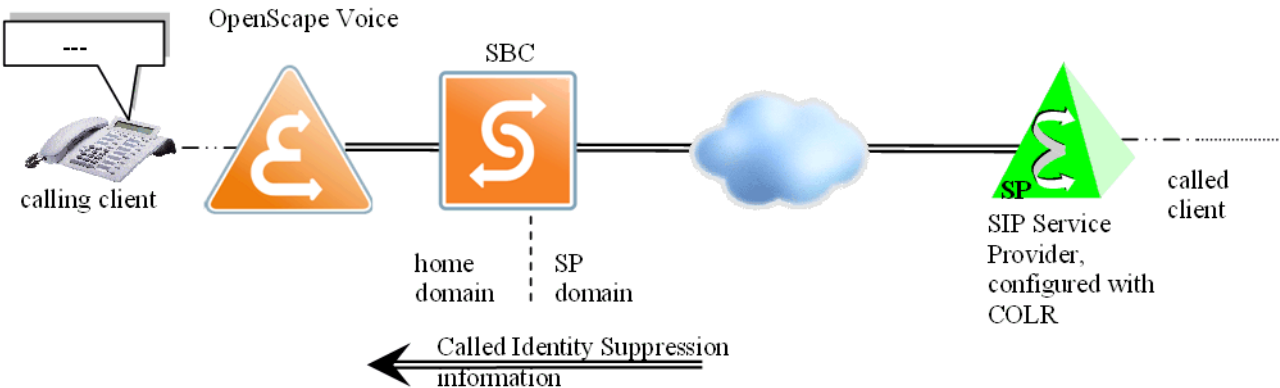 OpenScape Voice
---
SBC
calling client
SP
called
client
SIP Service
Provider,
configured with
COLR
home
domain
SP
domain
Called Identity Suppression
information